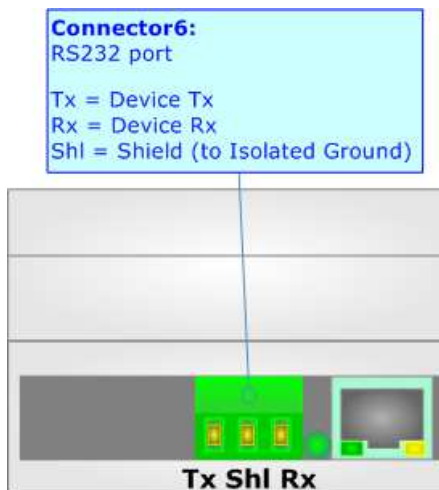 Connector6:
RS232 port
Tx = Device Tx
Rx = Device Rx
Shl = Shield (to Isolated Ground)
Tx Shl Rx